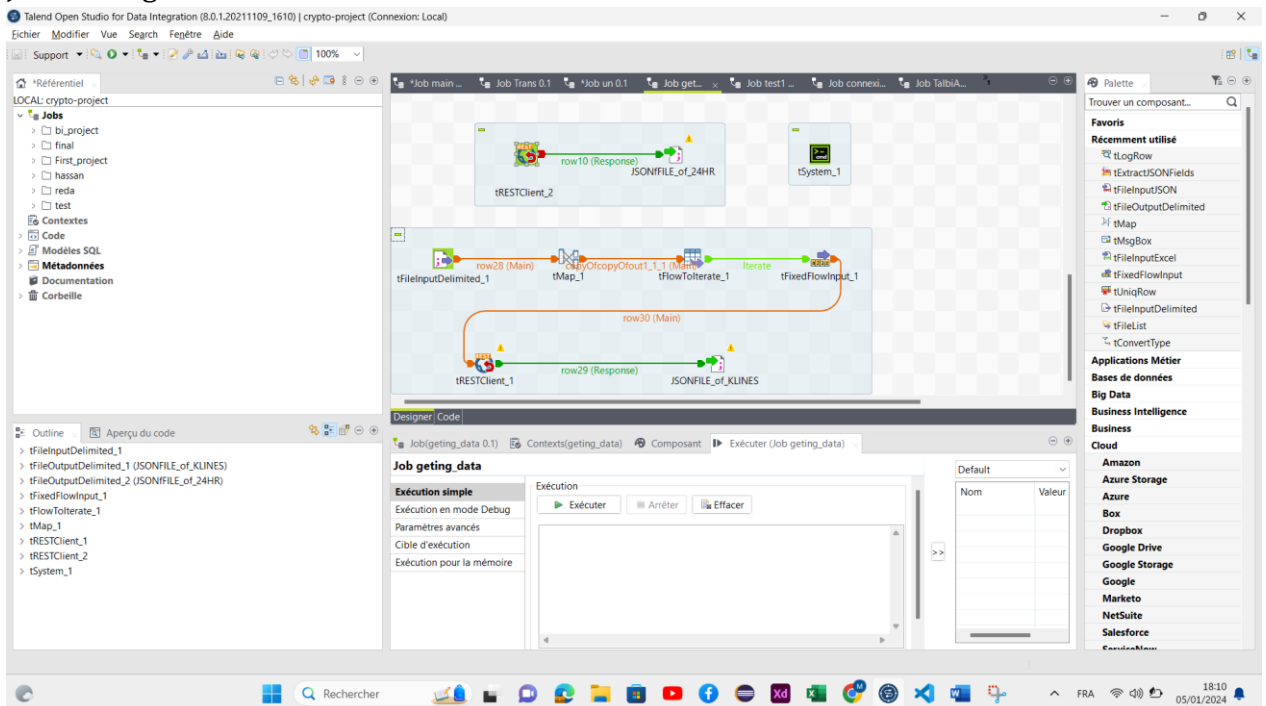 Talend Open Studio for Data Integration (8.0.1.20211109_1610) | crypto-project (Connexion: Local)
Eichier Modifier Vue Search Fenêtre Aide
Support 100%
*Référentiel
LOCAL: crypto-project
Jobs
bi_project
final
First_project
hassan
reda
test
Contextes
Code
Modèles SQL
Métadonnées
Documentation
Corbeille
*Job main ... Job Trans 0.1 *Job un 0.1 Job get... Job test1 ... Job connexi... Job TalbiA...
row10 (Response)
JSONfFILE_of_24HR
tRESTClient_2
tSystem_1
row28 (Main) copyOfcopyOfout1_1_1 (Main) Iterate
tFileInputDelimited_1 tMap_1 tFlowToIterate_1 tFixedFlowInput_1
row30 (Main)
row29 (Response)
tRESTClient_1 JSONFILE_of_KLINES
Designer Code
Palette
Trouver un composant...
Favoris
Récemment utilisé
tLogRow
tExtractJSONFields
tFileInputJSON
tFileOutputDelimited
tMap
tMsgBox
tFileInputExcel
tFixedFlowInput
tUniqRow
tFileInputDelimited
tFileList
tConvertType
Applications Métier
Bases de données
Big Data
Business Intelligence
Business
Cloud
Amazon
Azure Storage
Azure
Box
Dropbox
Google Drive
Google Storage
Google
Marketo
NetSuite
Salesforce
ServiceNow
Outline Aperçu du code
tFileInputDelimited_1
tFileOutputDelimited_1 (JSONFILE_of_KLINES)
tFileOutputDelimited_2 (JSONfFILE_of_24HR)
tFixedFlowInput_1
tFlowToIterate_1
tMap_1
tRESTClient_1
tRESTClient_2
tSystem_1
Job(geting_data 0.1) Contexts(geting_data) Composant Exécuter (Job geting_data)
Job geting_data
Exécution simple
Exécution en mode Debug
Paramètres avancés
Cible d'exécution
Exécution pour la mémoire
Exécution
Exécuter Arrêter Effacer
>>
Default
Nom Valeur
Rechercher
FRA
18:10
05/01/2024